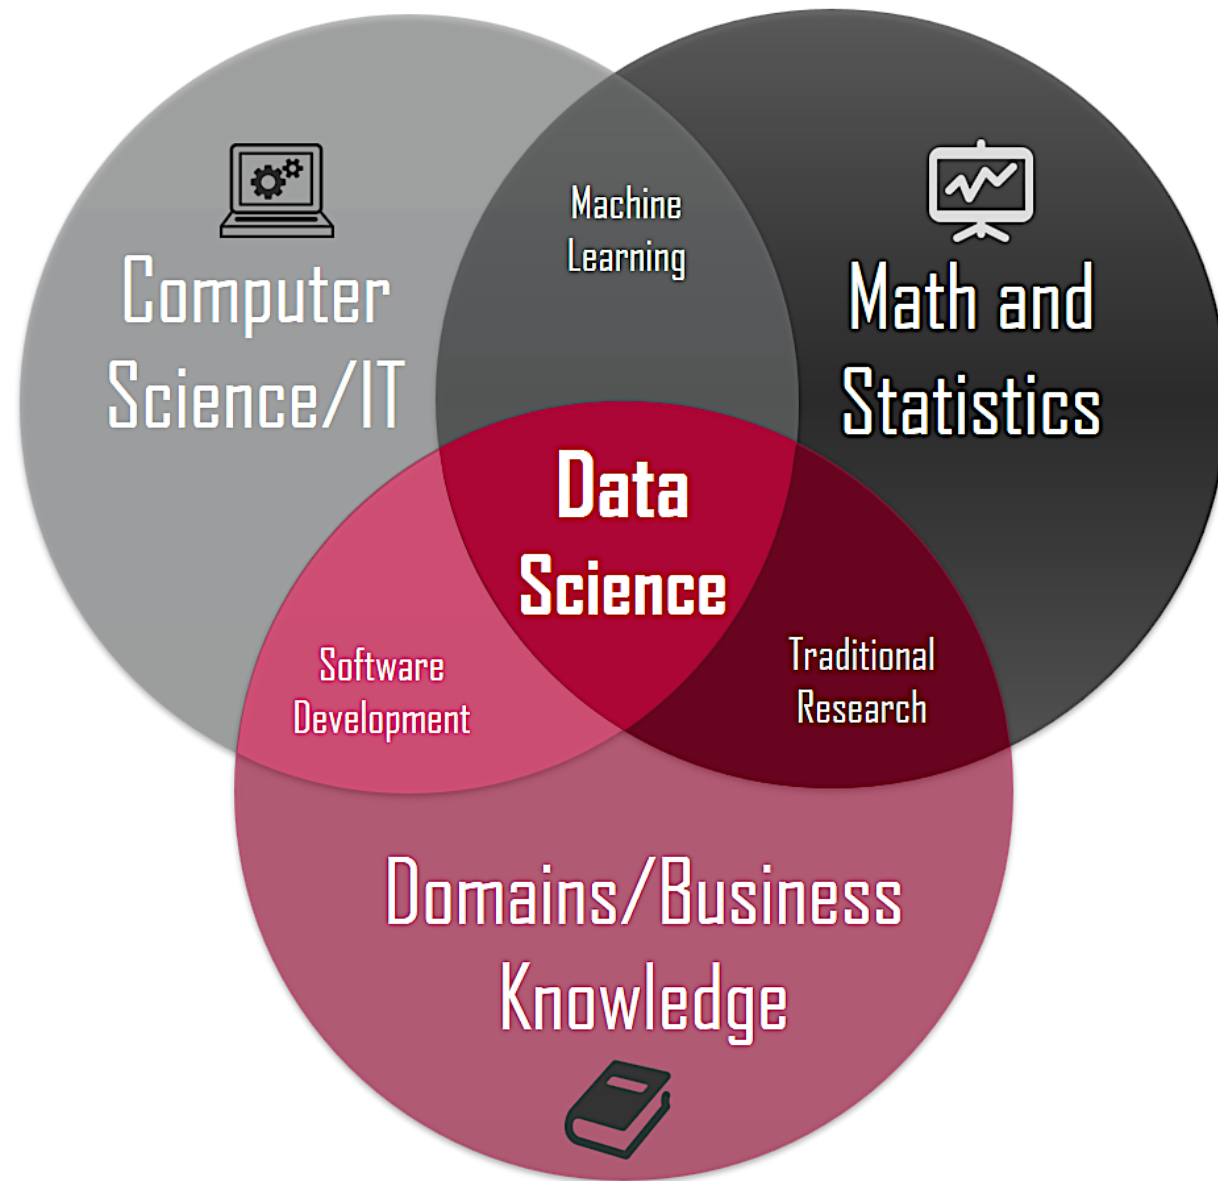 Machine
Learning
Computer
Science/IT
Math and
Statistics
Data
Science
Software
Development
Traditional
Research
Domains/Business
Knowledge